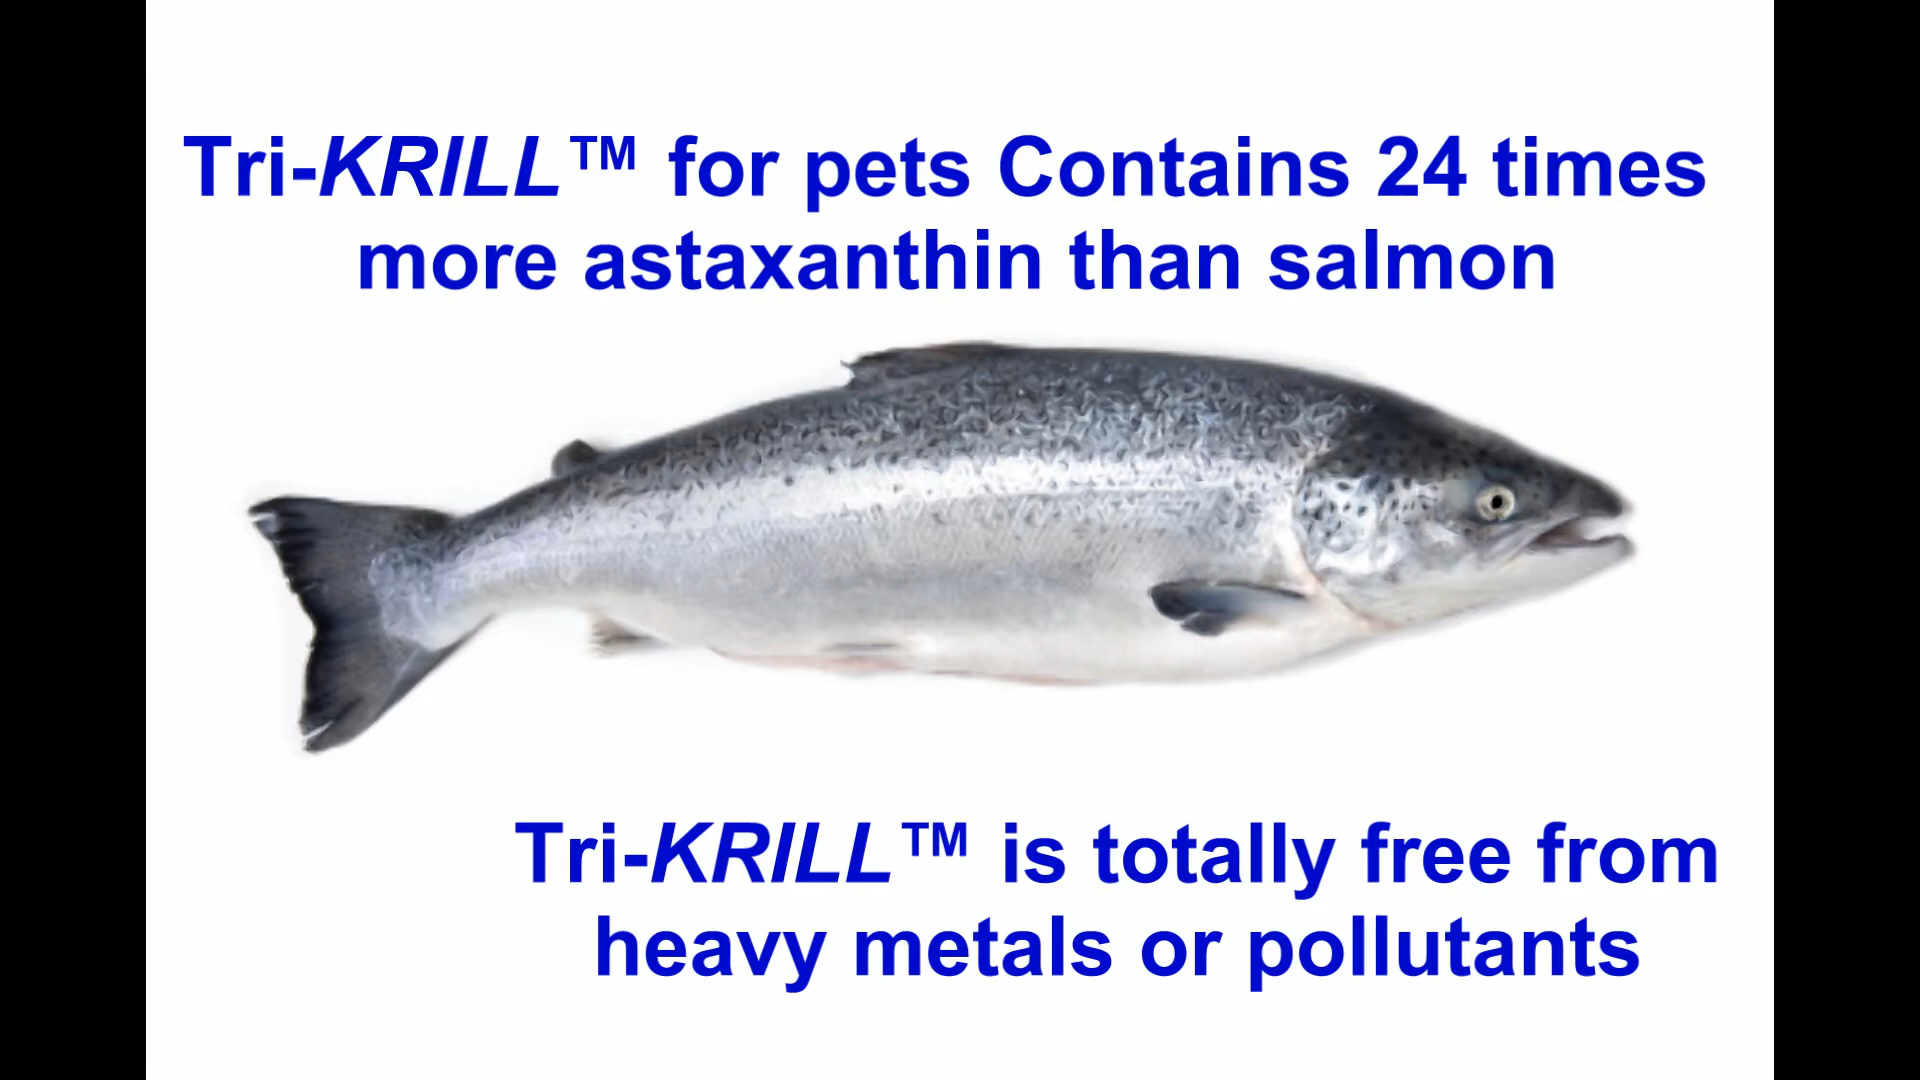 Tri-KRILL™ for pets Contains 24 times
more astaxanthin than salmon
Tri-KRILL™ is totally free from
heavy metals or pollutants